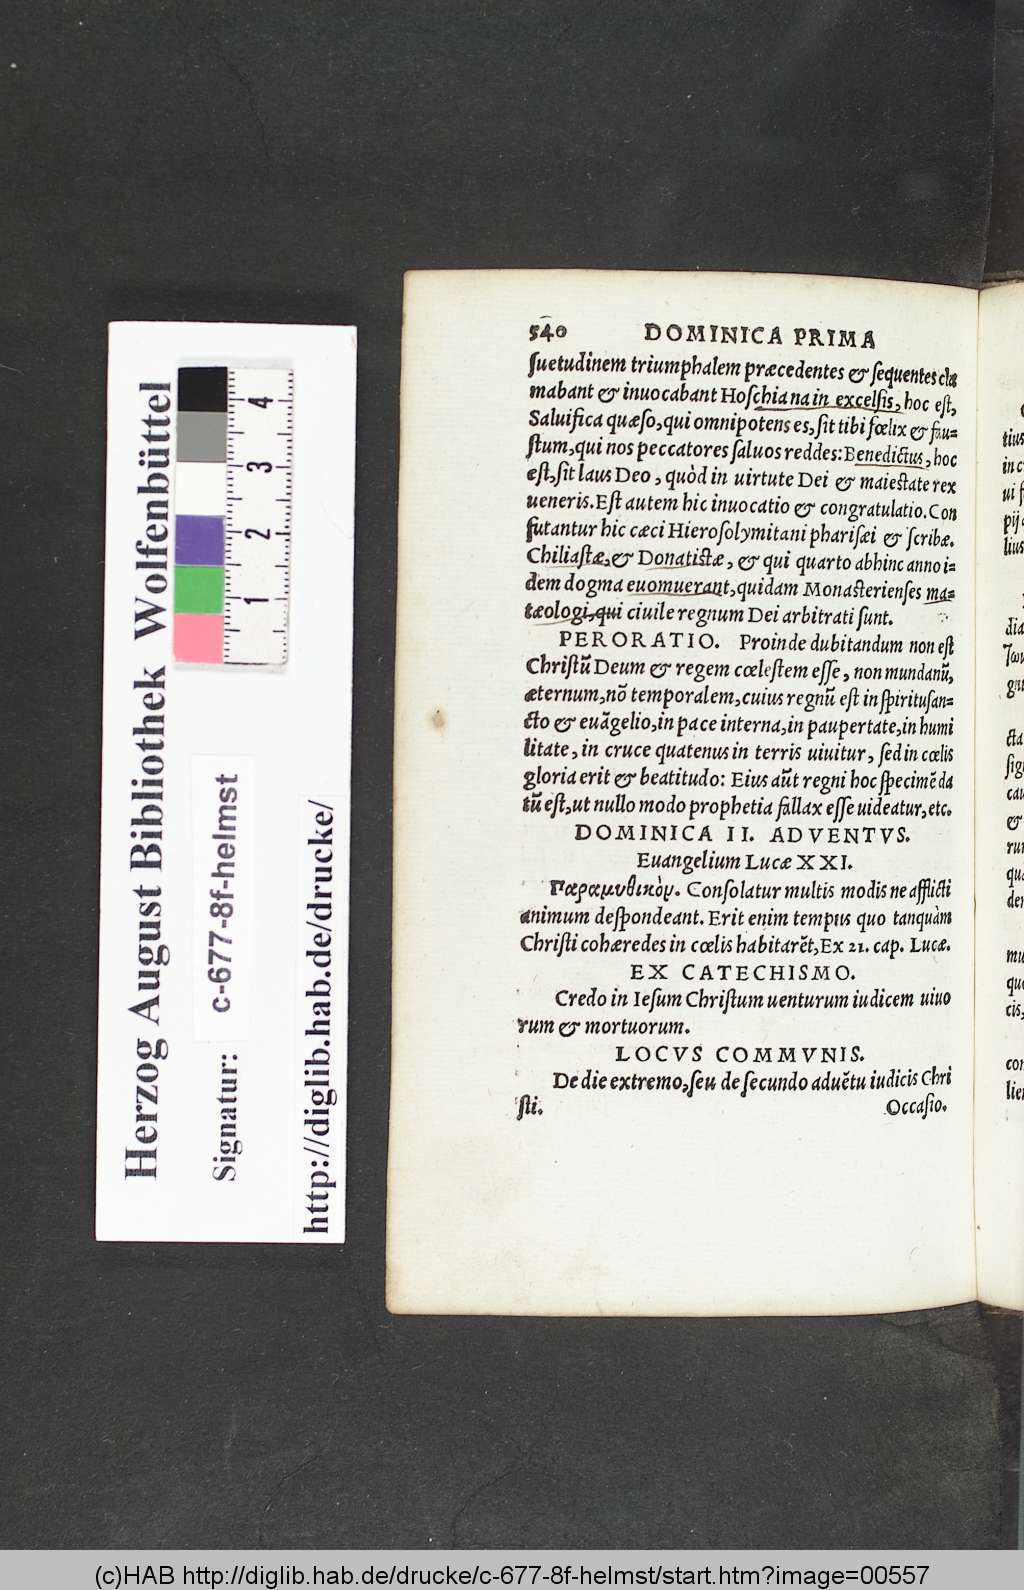 Herzog August Bibliothek Wolfenbüttel
Signatur: c-677-8f-helmst
http://diglib.hab.de/drucke/
1 2 3 4
540 DOMINICA PRIMA
ſuetudinem triumphalem præcedentes & ſequentes cla
mabant & inuocabant Hoſchia na in excelſis, hoc eſt,
Saluifica quæſo, qui omnipotens es, ſit tibi fœlix & fau=
ſtum, qui nos peccatores ſaluos reddes: Benedictus, hoc
eſt, ſit laus Deo, quòd in uirtute Dei & maieſtate rex
ueneris. Eſt autem hic inuocatio & congratulatio. Con
futantur hic cæci Hieroſolymitani phariſæi & ſcribæ.
Chiliaſtæ, & Donatiſtæ, & qui quarto abhinc anno i=
dem dogma euomuerant, quidam Monaſterienſes ma=
tæologi, qui ciuile regnum Dei arbitrati ſunt.
PERORATIO. Proinde dubitandum non eſt
Chriſtũ Deum & regem cœleſtem eſſe, non mundanũ,
æternum, nõ temporalem, cuius regnũ eſt in ſpiritu ſan=
cto & euãgelio, in pace interna, in paupertate, in humi
litate, in cruce quatenus in terris uiuitur, ſed in cœlis
gloria erit & beatitudo: Eius aũt regni hoc ſpecimẽ da
tũ eſt, ut nullo modo prophetia fallax eſſe uideatur, etc.
DOMINICA II. ADVENTVS.
Euangelium Lucæ XXI.
Παραμυθικὸν. Conſolatur multis modis ne afflicti
animum deſpondeant. Erit enim tempus quo tanquàm
Chriſti cohæredes in cœlis habitarẽt, Ex 21. cap. Lucæ.
EX CATECHISMO.
Credo in Ieſum Chriſtum uenturum iudicem uiuo
rum & mortuorum.
LOCVS COMMVNIS.
De die extremo, ſeu de ſecundo aduẽtu iudicis Chri
ſti. Occaſio.
(c)HAB http://diglib.hab.de/drucke/c-677-8f-helmst/start.htm?image=00557